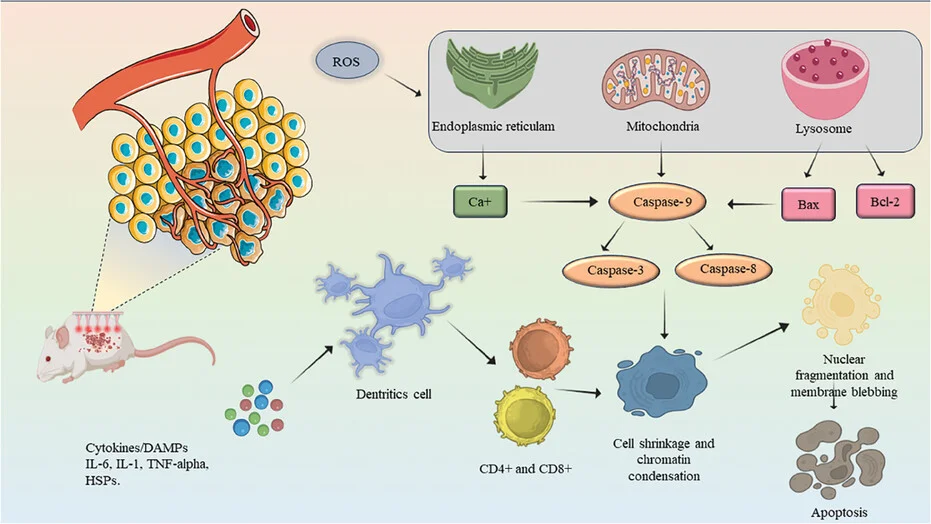 ROS
Endoplasmic reticulam
Mitochondria
Lysosome
Ca+
Caspase-9
Bax
Bcl-2
Caspase-3
Caspase-8
Dentritics cell
Nuclear
fragmentation and
membrane blebbing
Cytokines/DAMPs
IL-6, IL-1, TNF-alpha,
HSPs.
CD4+ and CD8+
Cell shrinkage and
chromatin
condensation
Apoptosis